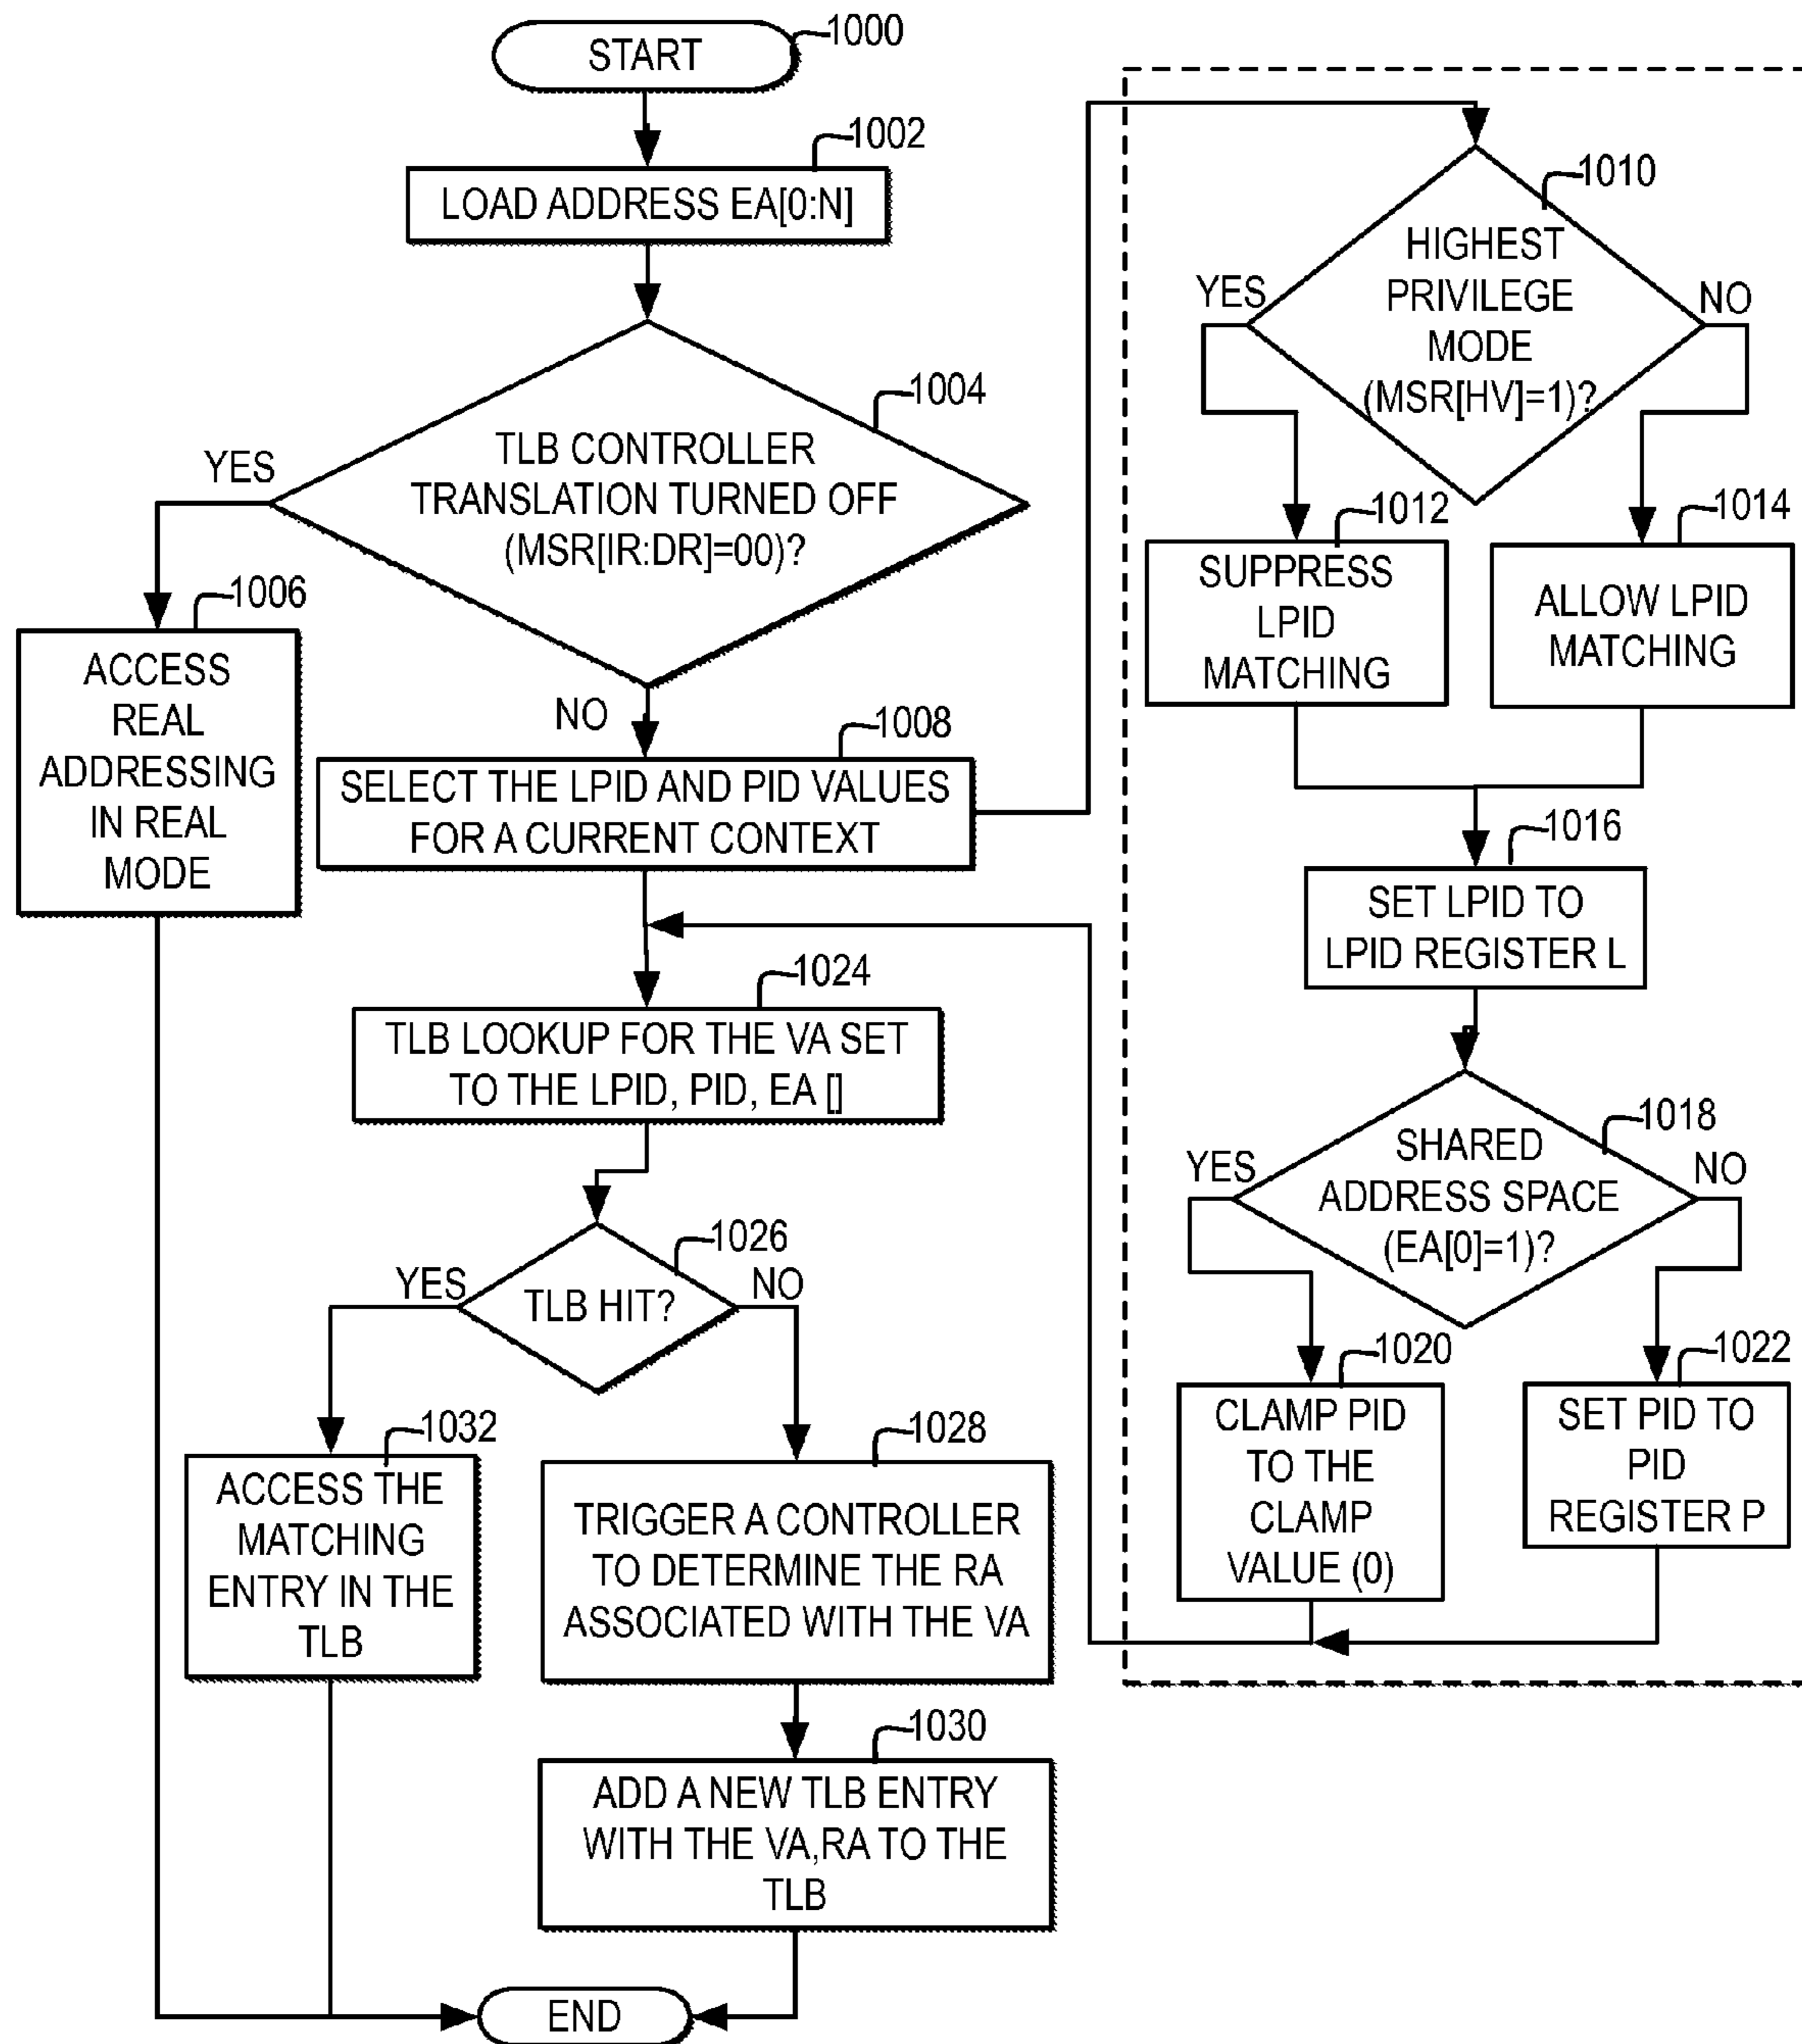 START
1000
1002
LOAD ADDRESS EA[0:N]
1004
TLB CONTROLLER
TRANSLATION TURNED OFF
(MSR[IR:DR]=00)?
YES
NO
1006
ACCESS
REAL
ADDRESSING
IN REAL
MODE
1008
SELECT THE LPID AND PID VALUES
FOR A CURRENT CONTEXT
1010
HIGHEST
PRIVILEGE
MODE
(MSR[HV]=1)?
YES
NO
1012
SUPPRESS
LPID
MATCHING
1014
ALLOW LPID
MATCHING
1016
SET LPID TO
LPID REGISTER L
1018
SHARED
ADDRESS SPACE
(EA[0]=1)?
YES
NO
1020
CLAMP PID
TO THE
CLAMP
VALUE (0)
1022
SET PID TO
PID
REGISTER P
1024
TLB LOOKUP FOR THE VA SET
TO THE LPID, PID, EA []
1026
TLB HIT?
YES
NO
1032
ACCESS THE
MATCHING
ENTRY IN THE
TLB
1028
TRIGGER A CONTROLLER
TO DETERMINE THE RA
ASSOCIATED WITH THE VA
1030
ADD A NEW TLB ENTRY
WITH THE VA,RA TO THE
TLB
END